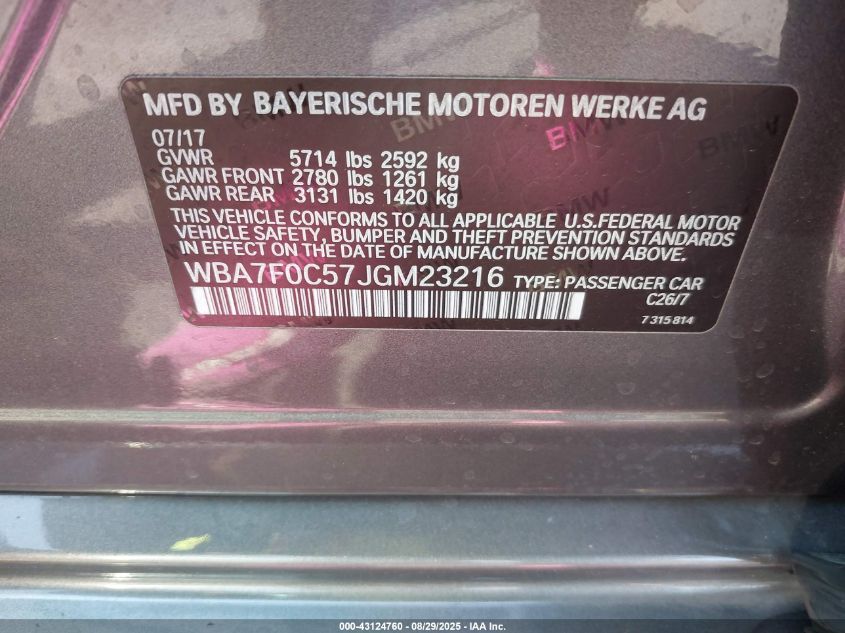 MFD BY BAYERISCHE MOTOREN WERKE AG
07/17
GVWR 5714 lbs 2592 kg
GAWR FRONT 2780 lbs 1261 kg
GAWR REAR 3131 lbs 1420 kg
THIS VEHICLE CONFORMS TO ALL APPLICABLE U.S.FEDERAL MOTOR
VEHICLE SAFETY, BUMPER AND THEFT PREVENTION STANDARDS
IN EFFECT ON THE DATE OF MANUFACTURE SHOWN ABOVE.
WBA7F0C57JGM23216 TYPE: PASSENGER CAR
C26/7
7 315 814
000-43124760 - 08/29/2025 - IAA Inc.